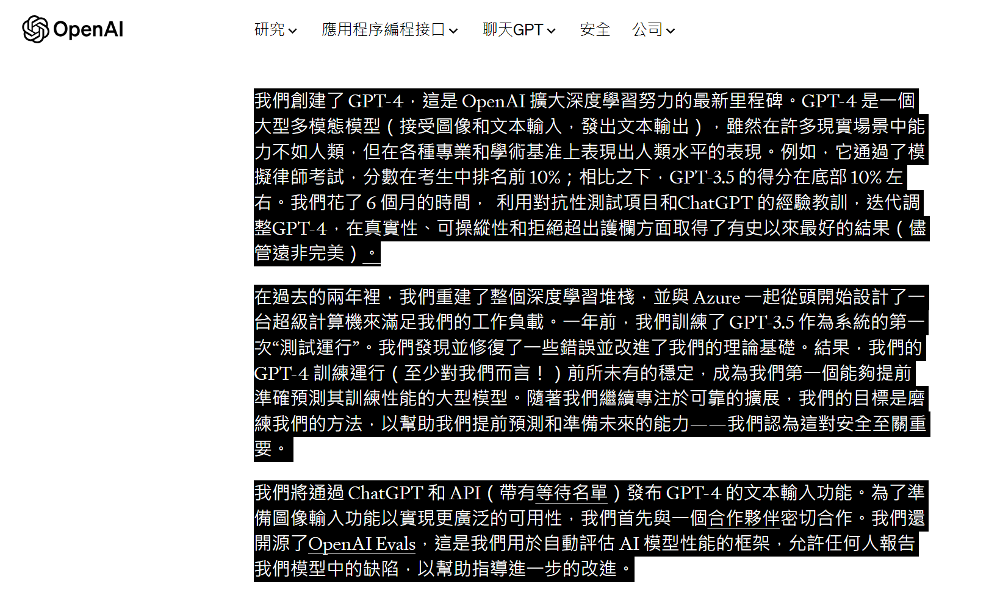 OpenAI 研究 應用程序編程接口 聊天GPT 安全 公司
我們創建了 GPT-4，這是 OpenAI 擴大深度學習努力的最新里程碑。GPT-4 是一個
大型多模態模型（接受圖像和文本輸入，發出文本輸出），雖然在許多現實場景中能
力不如人類，但在各種專業和學術基准上表現出人類水平的表現。例如，它通過了模
擬律師考試，分數在考生中排名前 10%；相比之下，GPT-3.5 的得分在底部 10% 左
右。我們花了 6 個月的時間， 利用對抗性測試項目和ChatGPT 的經驗教訓，迭代調
整GPT-4，在真實性、可操縱性和拒絕超出護欄方面取得了有史以來最好的結果（儘
管遠非完美）。
在過去的兩年裡，我們重建了整個深度學習堆棧，並與 Azure 一起從頭開始設計了一
台超級計算機來滿足我們的工作負載。一年前，我們訓練了 GPT-3.5 作為系統的第一
次“測試運行”。我們發現並修復了一些錯誤並改進了我們的理論基礎。結果，我們的
GPT-4 訓練運行（至少對我們而言！）前所未有的穩定，成為我們第一個能夠提前
準確預測其訓練性能的大型模型。隨著我們繼續專注於可靠的擴展，我們的目標是磨
練我們的方法，以幫助我們提前預測和準備未來的能力——我們認為這對安全至關重
要。
我們將通過 ChatGPT 和 API（帶有等待名單）發布 GPT-4 的文本輸入功能。為了準
備圖像輸入功能以實現更廣泛的可用性，我們首先與一個合作夥伴密切合作。我們還
開源了OpenAI Evals，這是我們用於自動評估 AI 模型性能的框架，允許任何人報告
我們模型中的缺陷，以幫助指導進一步的改進。